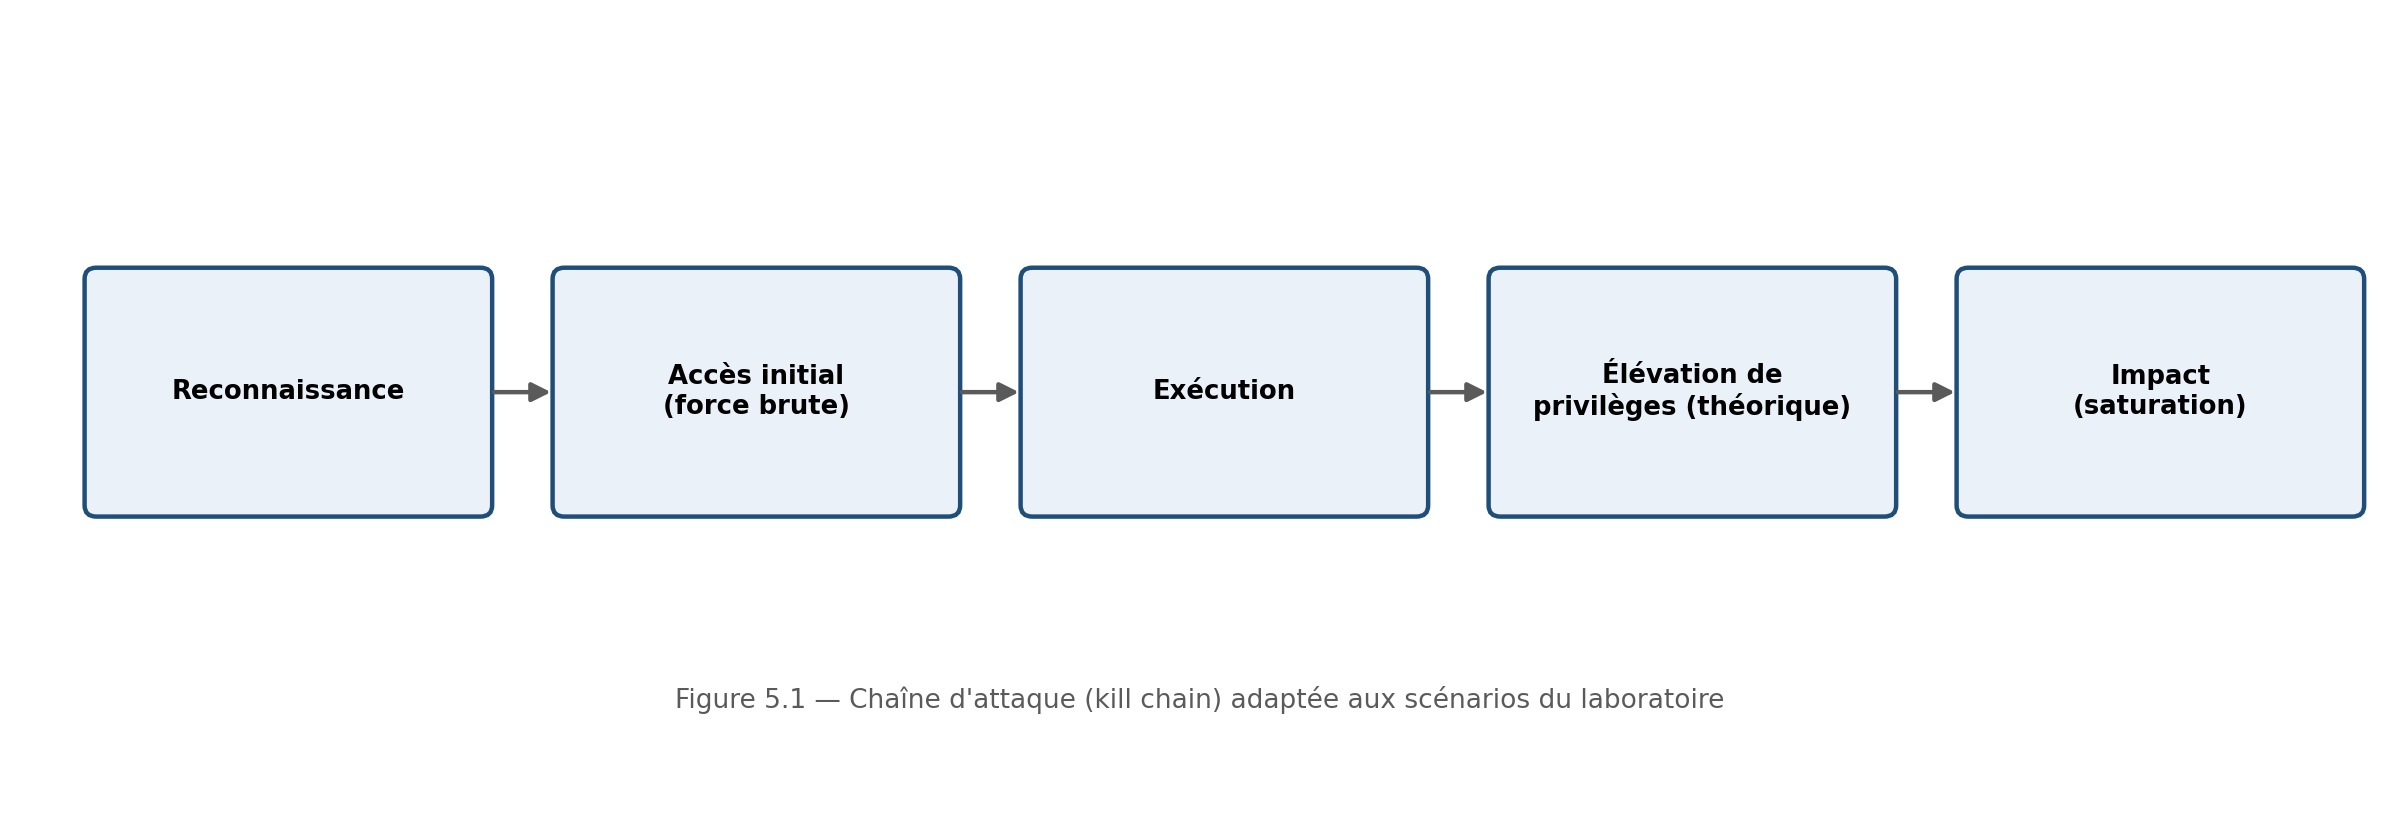 Reconnaissance
Accès initial
(force brute)
Exécution
Élévation de
privilèges (théorique)
Impact
(saturation)
Figure 5.1 — Chaîne d'attaque (kill chain) adaptée aux scénarios du laboratoire